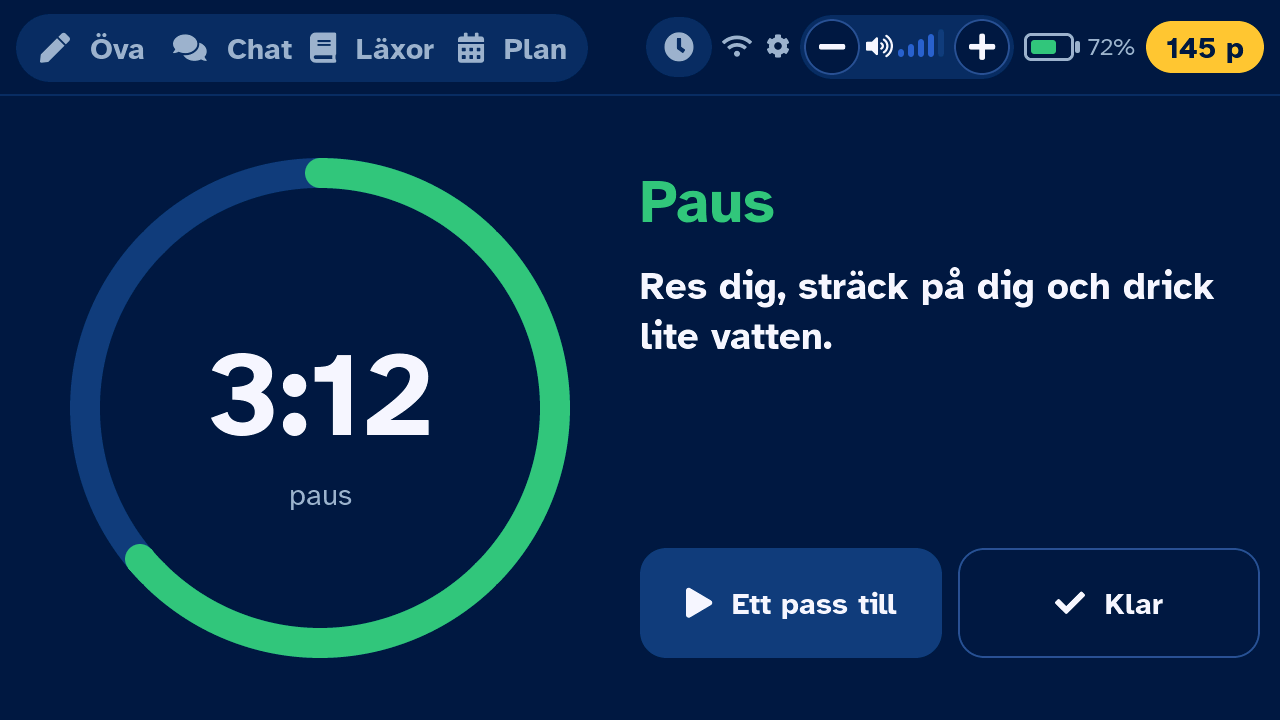 Öva Chat Läxor Plan 72% 145 p
3:12
paus
Paus
Res dig, sträck på dig och drick
lite vatten.
Ett pass till
Klar